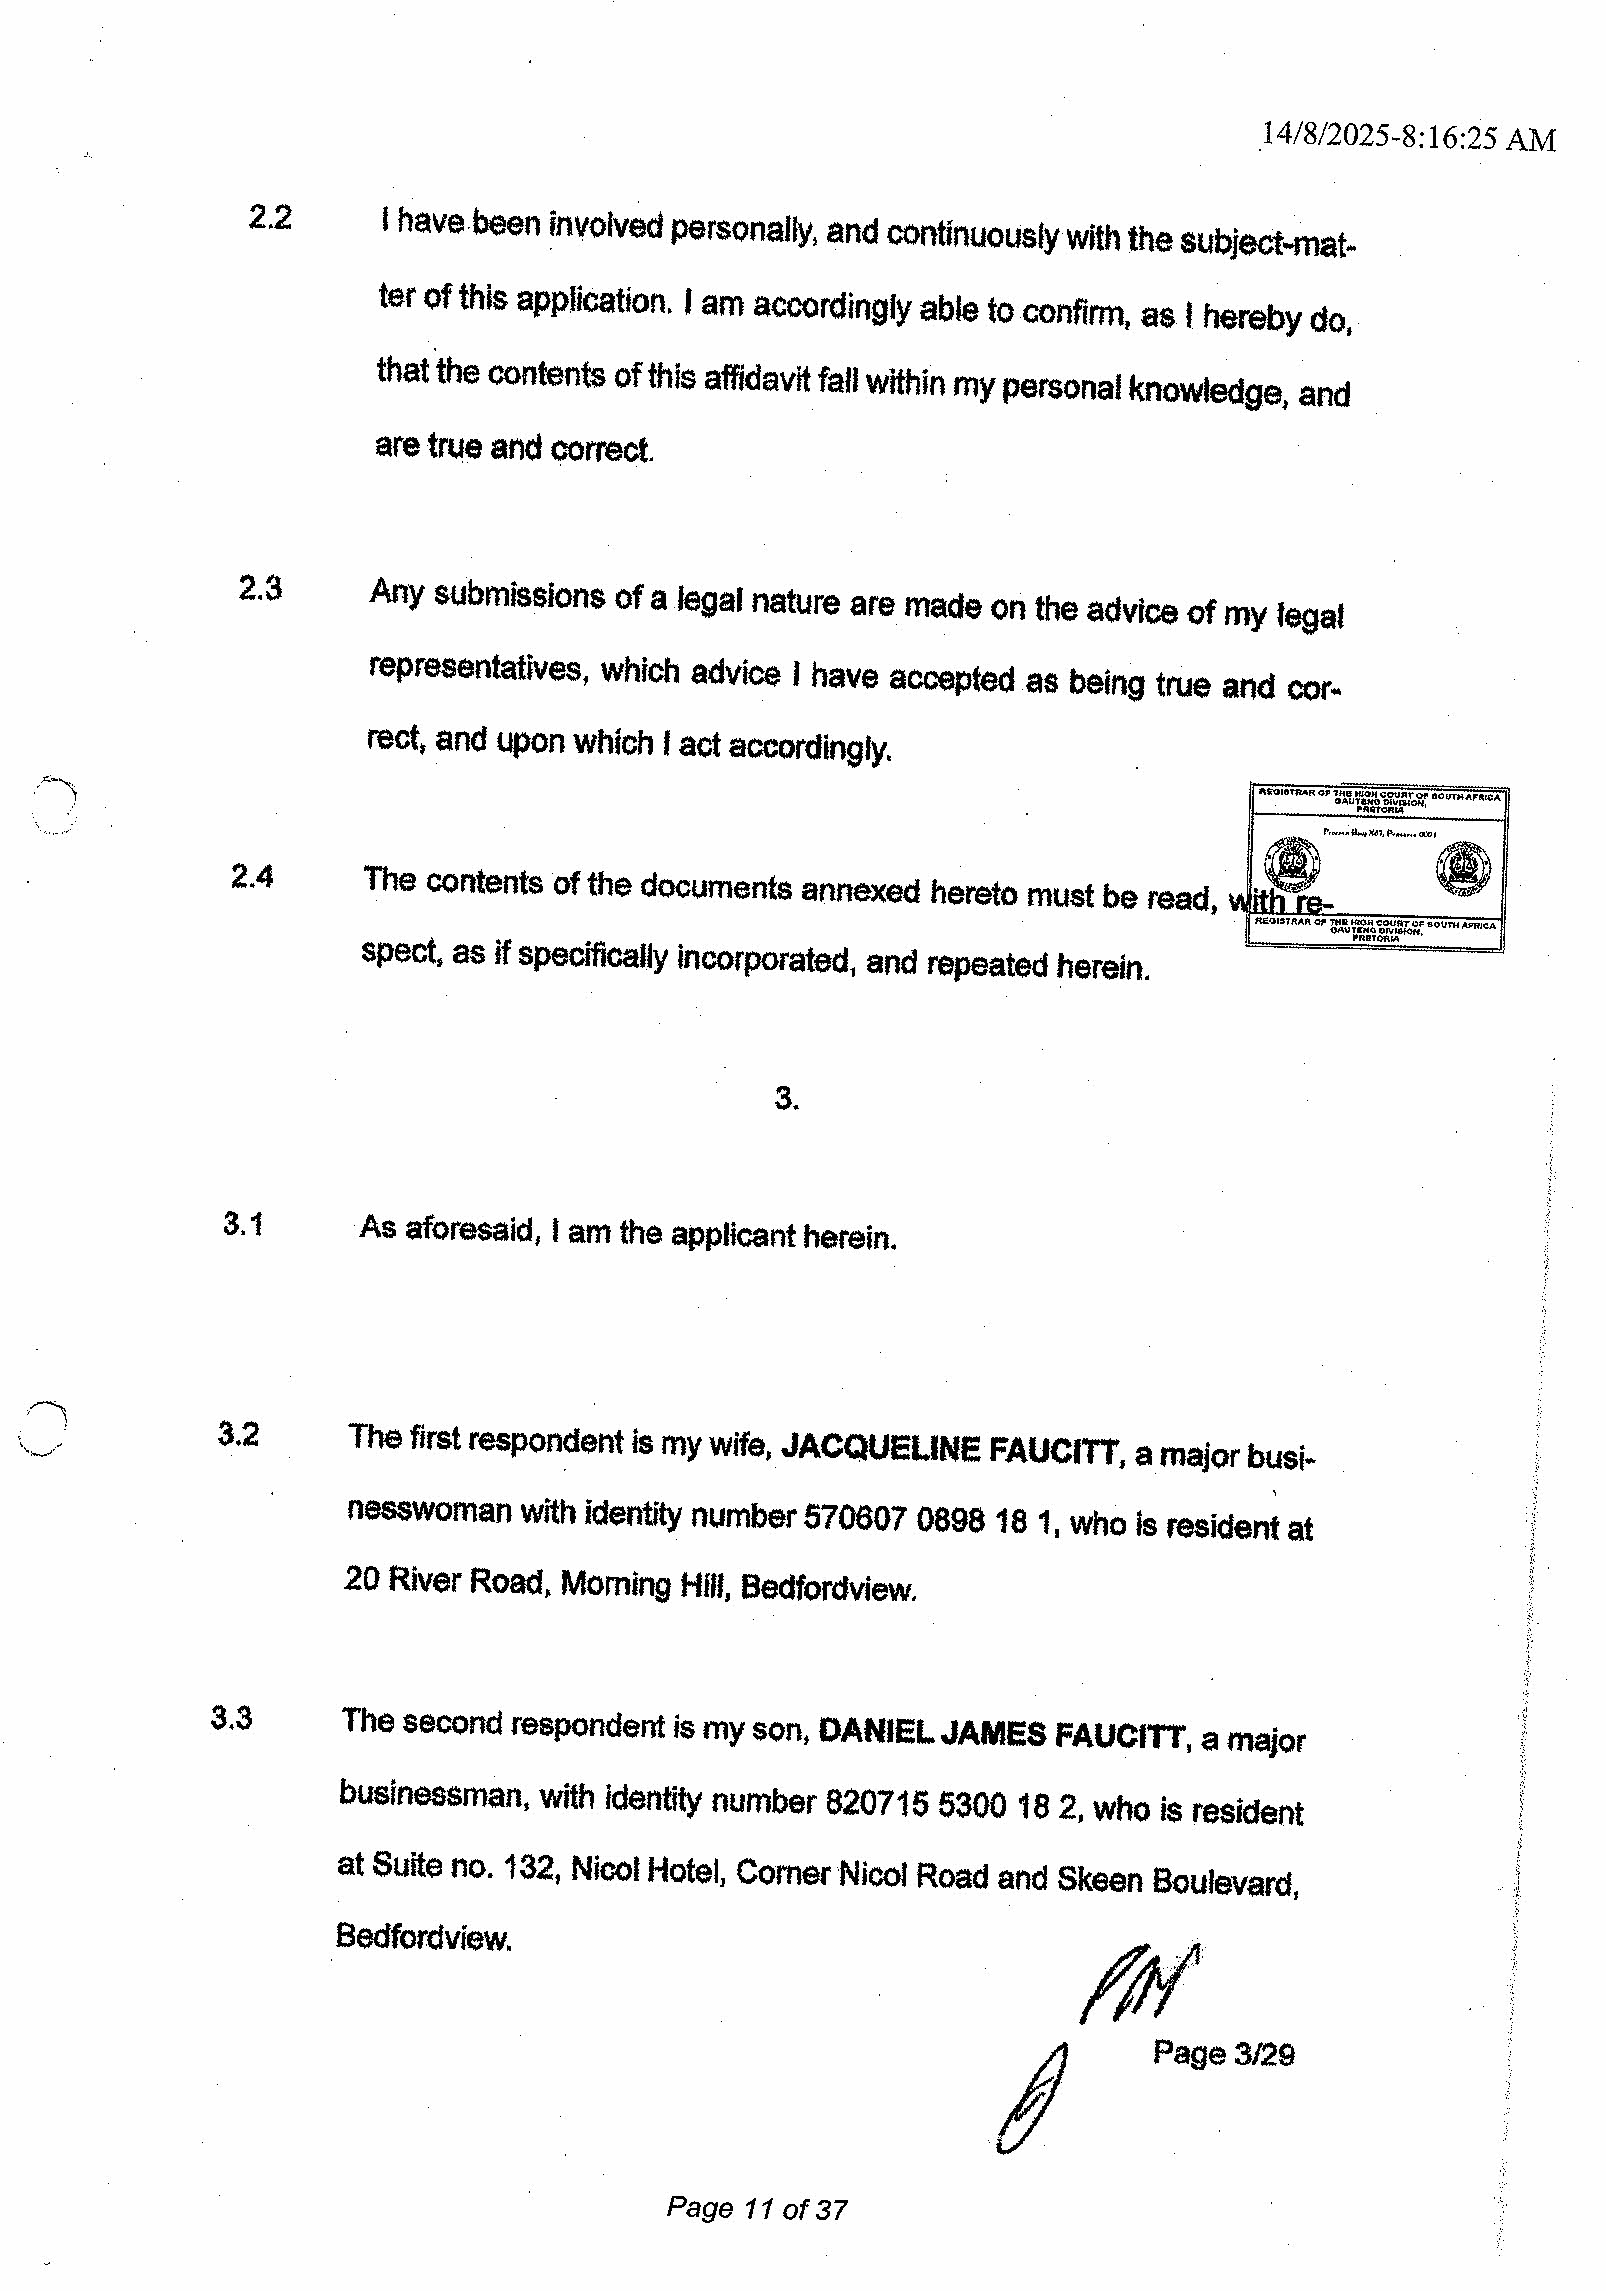 14/8/2025-8:16:25 AM
2.2 I have been involved personally, and continuously with the subject-mat-
ter of this application. I am accordingly able to confirm, as I hereby do,
that the contents of this affidavit fall within my personal knowledge, and
are true and correct.
2.3 Any submissions of a legal nature are made on the advice of my legal
representatives, which advice I have accepted as being true and cor-
rect, and upon which I act accordingly.
REGISTRAR OF THE HIGH COURT OF SOUTH AFRICA
GAUTENG DIVISION,
PRETORIA
Private Bag X67, Pretoria 0001
2.4 The contents of the documents annexed hereto must be read, with re-
REGISTRAR OF THE HIGH COURT OF SOUTH AFRICA
GAUTENG DIVISION,
PRETORIA
spect, as if specifically incorporated, and repeated herein.
3.
3.1 As aforesaid, I am the applicant herein.
3.2 The first respondent is my wife, JACQUELINE FAUCITT, a major busi-
nesswoman with identity number 570607 0898 18 1, who is resident at
20 River Road, Morning Hill, Bedfordview.
3.3 The second respondent is my son, DANIEL JAMES FAUCITT, a major
businessman, with identity number 820715 5300 18 2, who is resident
at Suite no. 132, Nicol Hotel, Corner Nicol Road and Skeen Boulevard,
Bedfordview.
Page 3/29
Page 11 of 37